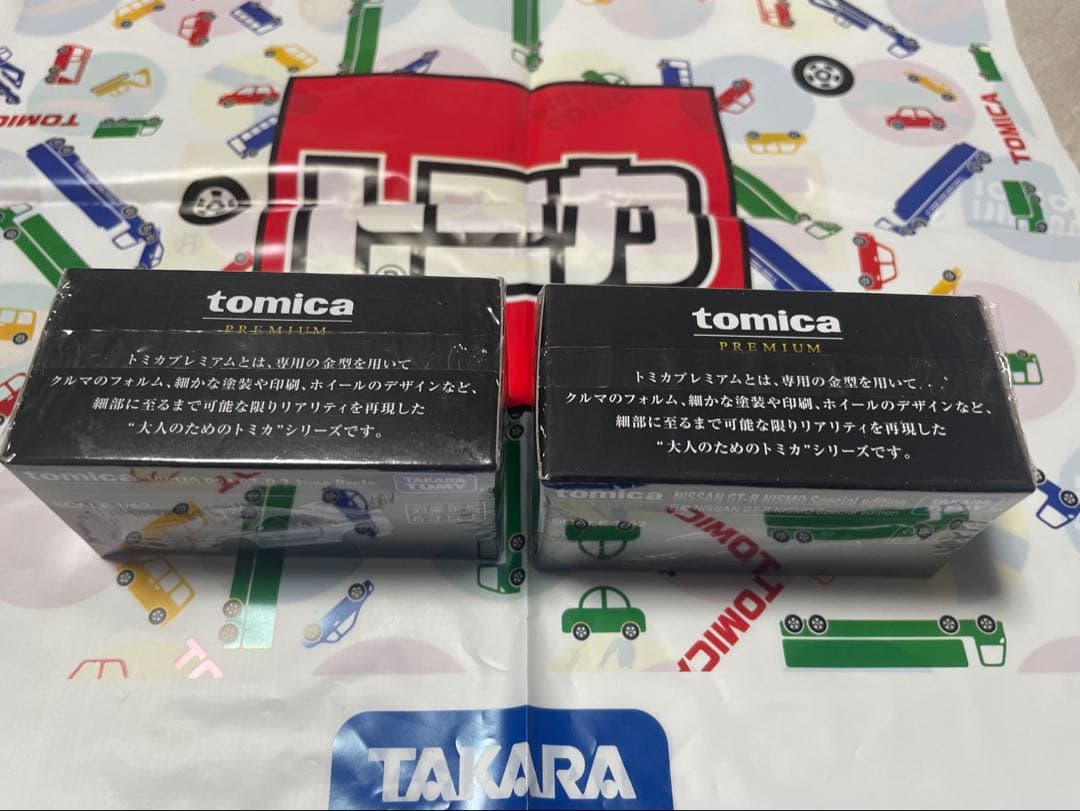 TOMICA
TOMICA
トミカ
®
tomica
PREMIUM
トミカプレミアムとは、専用の金型を用いて
クルマのフォルム、細かな塗装や印刷、ホイールのデザインなど、
細部に至るまで可能な限りリアリティを再現した
“大人のためのトミカ”シリーズです。
tomica
TAKARA
TOMY
tomica
PREMIUM
トミカプレミアムとは、専用の金型を用いて
クルマのフォルム、細かな塗装や印刷、ホイールのデザインなど、
細部に至るまで可能な限りリアリティを再現した
“大人のためのトミカ”シリーズです。
tomica
NISSAN GT-R NISMO Special edition
NISSAN GT-R NISMO Special edition
TOMICA
TOMICA
TAKARA